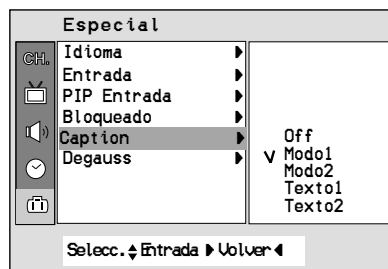 Especial
CH.
Idioma
Entrada
PIP Entrada
Bloqueado
Caption
Degauss
Off
Modo1
Modo2
Texto1
Texto2
Selecc. Entrada Volver